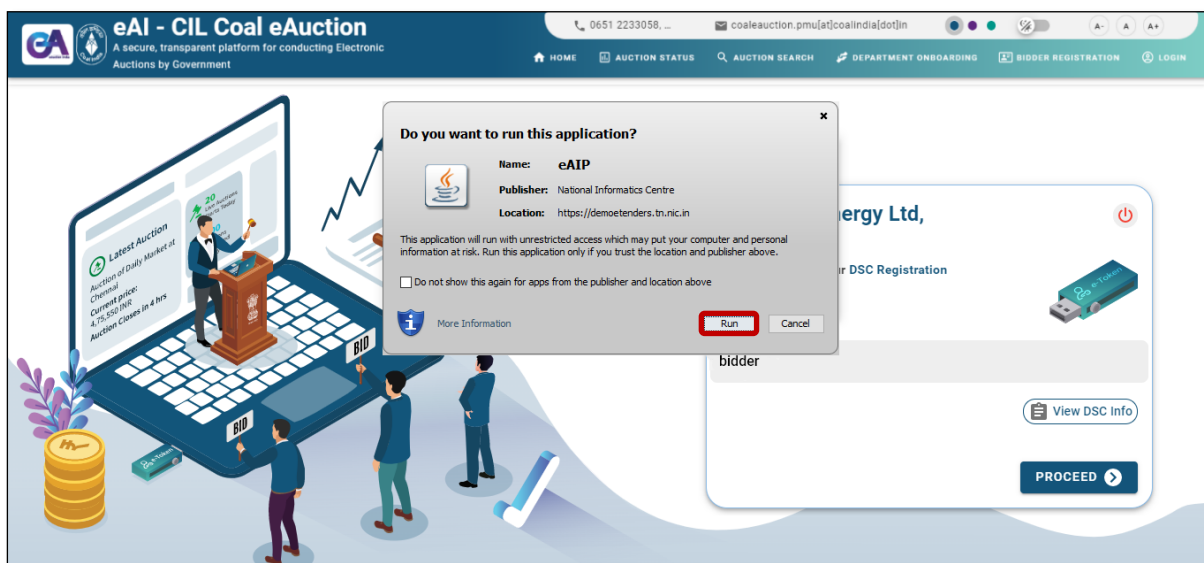 eAI - CIL Coal eAuction
A secure, transparent platform for conducting Electronic
Auctions by Government
0651 2233058, ...
coaleauction.pmu[at]coalindia[dot]in
A-
A
A+
HOME
AUCTION STATUS
AUCTION SEARCH
DEPARTMENT ONBOARDING
BIDDER REGISTRATION
LOGIN
Do you want to run this application?
Name: eAIP
Publisher: National Informatics Centre
Location: https://demoetenders.tn.nic.in
This application will run with unrestricted access which may put your computer and personal
information at risk. Run this application only if you trust the location and publisher above.
Do not show this again for apps from the publisher and location above
More Information
Run
Cancel
ergy Ltd,
r DSC Registration
e-Token
bidder
View DSC Info
PROCEED
20
Live Auctions
Latest Auction
Auction of Daily Market at
Chennai
Current price:
4,75,550 INR
Auction Closes in 4 hrs
BID
BID
e-Token